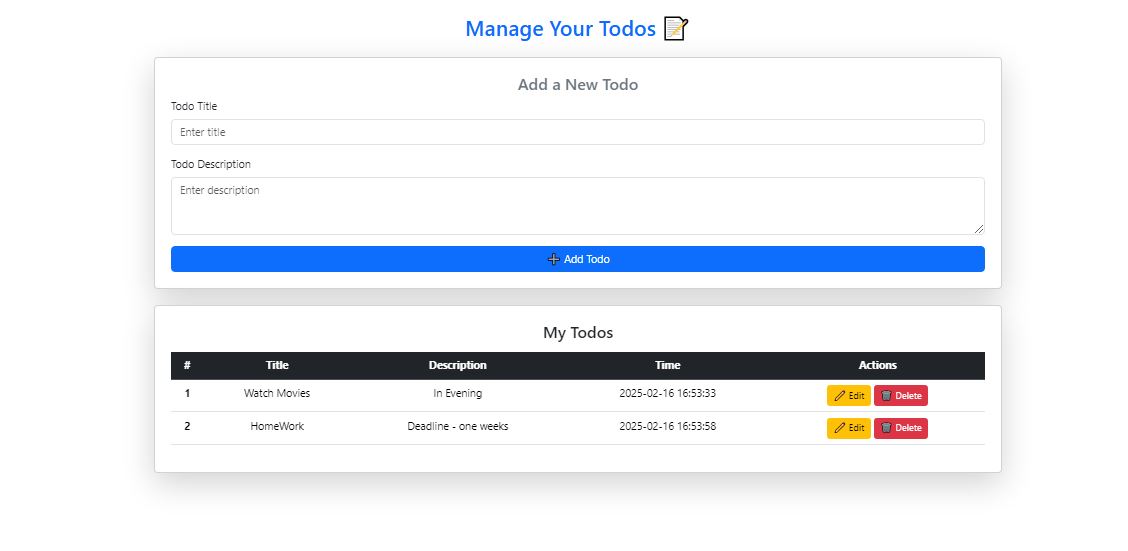 Manage Your Todos 📝
Add a New Todo
Todo Title
Enter title
Todo Description
Enter description
➕ Add Todo
My Todos
# Title Description Time Actions
1 Watch Movies In Evening 2025-02-16 16:53:33 Edit Delete
2 HomeWork Deadline - one weeks 2025-02-16 16:53:58 Edit Delete